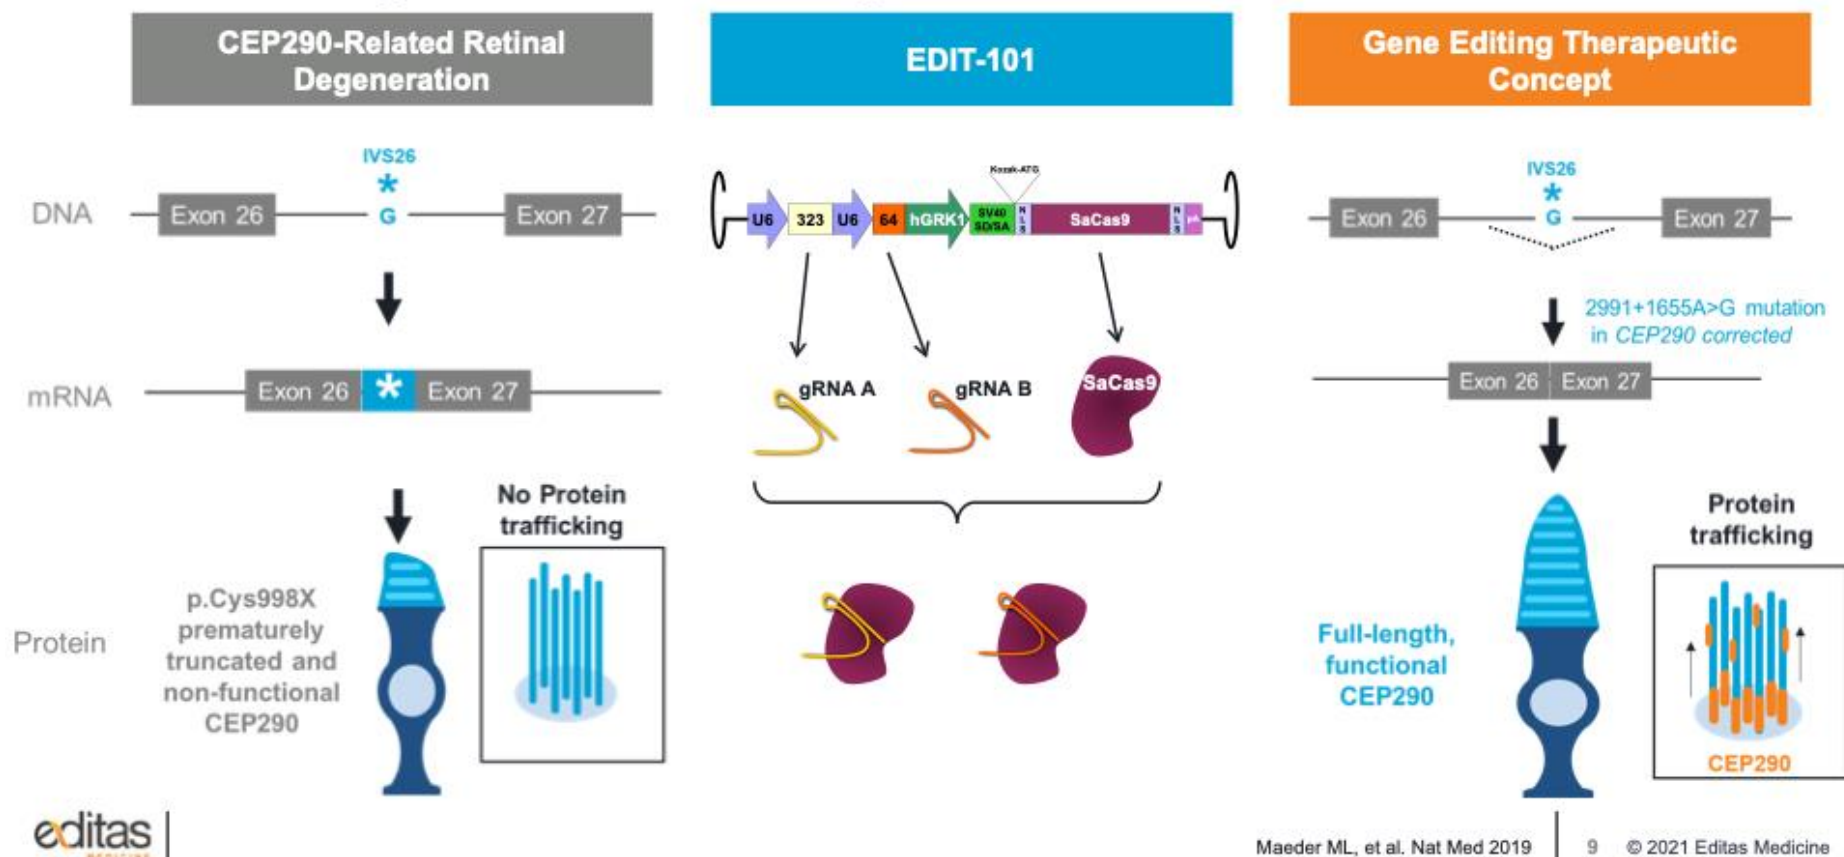 CEP290-Related Retinal
Degeneration
EDIT-101
Gene Editing Therapeutic
Concept
DNA
IVS26
*
G
Exon 26
Exon 27
mRNA
Exon 26
*
Exon 27
Protein
p.Cys998X
prematurely
truncated and
non-functional
CEP290
No Protein
trafficking
Kozak-ATG
U6
323
U6
64
hGRK1
SV40
SD/SA
NLS
SaCas9
NLS
pA
gRNA A
gRNA B
SaCas9
IVS26
*
G
Exon 26
Exon 27
2991+1655A>G mutation
in CEP290 corrected
Exon 26
Exon 27
Full-length,
functional
CEP290
Protein
trafficking
CEP290
editas
MEDICINE
Maeder ML, et al. Nat Med 2019
9
© 2021 Editas Medicine